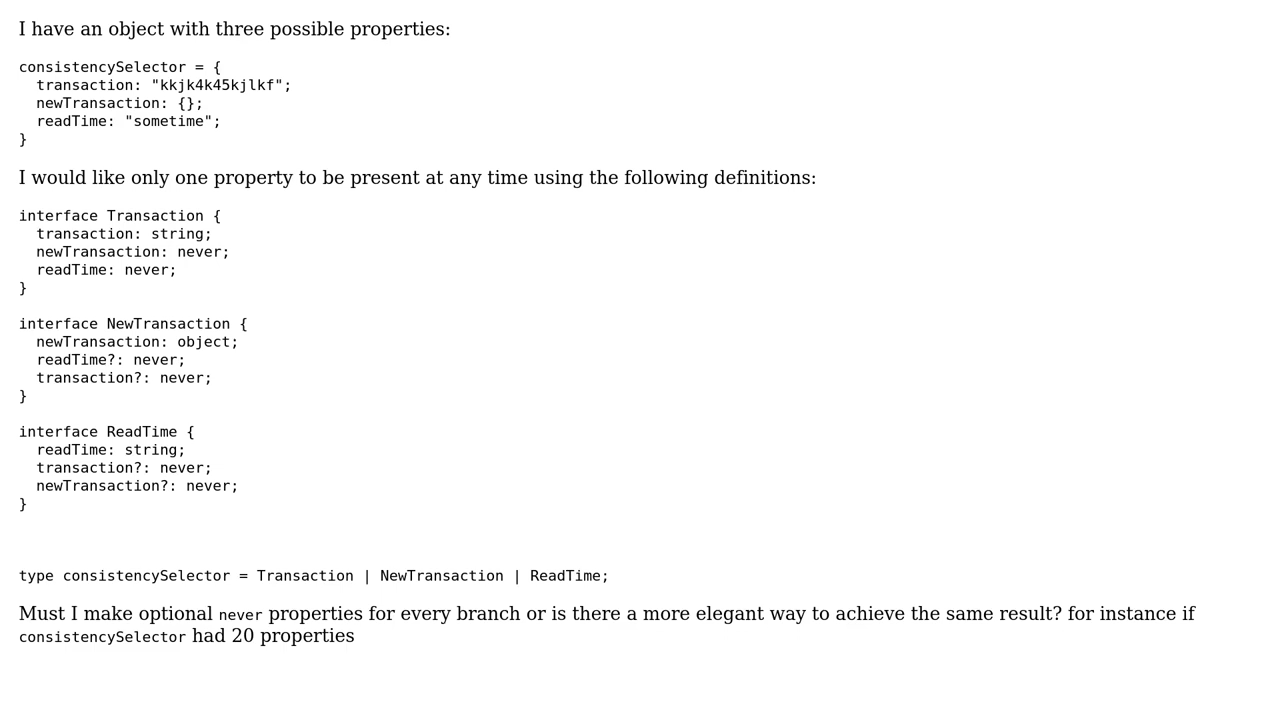 I have an object with three possible properties:
consistencySelector = {
  transaction: "kkjk4k45kjlkf";
  newTransaction: {};
  readTime: "sometime";
}
I would like only one property to be present at any time using the following definitions:
interface Transaction {
  transaction: string;
  newTransaction: never;
  readTime: never;
}
interface NewTransaction {
  newTransaction: object;
  readTime?: never;
  transaction?: never;
}
interface ReadTime {
  readTime: string;
  transaction?: never;
  newTransaction?: never;
}
type consistencySelector = Transaction | NewTransaction | ReadTime;
Must I make optional never properties for every branch or is there a more elegant way to achieve the same result? for instance if
consistencySelector had 20 properties